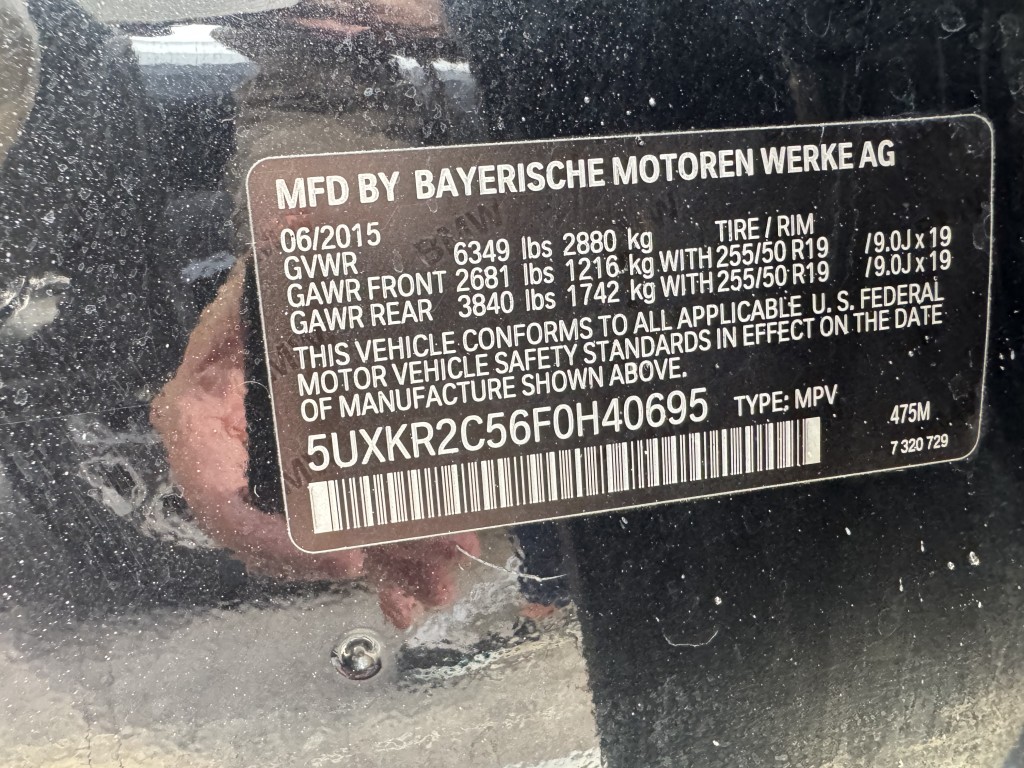 MFD BY BAYERISCHE MOTOREN WERKE AG
06/2015 TIRE / RIM
GVWR 6349 lbs 2880 kg
GAWR FRONT 2681 lbs 1216 kg WITH 255/50 R19 /9.0J x 19
GAWR REAR 3840 lbs 1742 kg WITH 255/50 R19 /9.0J x 19
THIS VEHICLE CONFORMS TO ALL APPLICABLE U. S. FEDERAL
MOTOR VEHICLE SAFETY STANDARDS IN EFFECT ON THE DATE
OF MANUFACTURE SHOWN ABOVE.
5UXKR2C56F0H40695 TYPE; MPV 475M
7 320 729